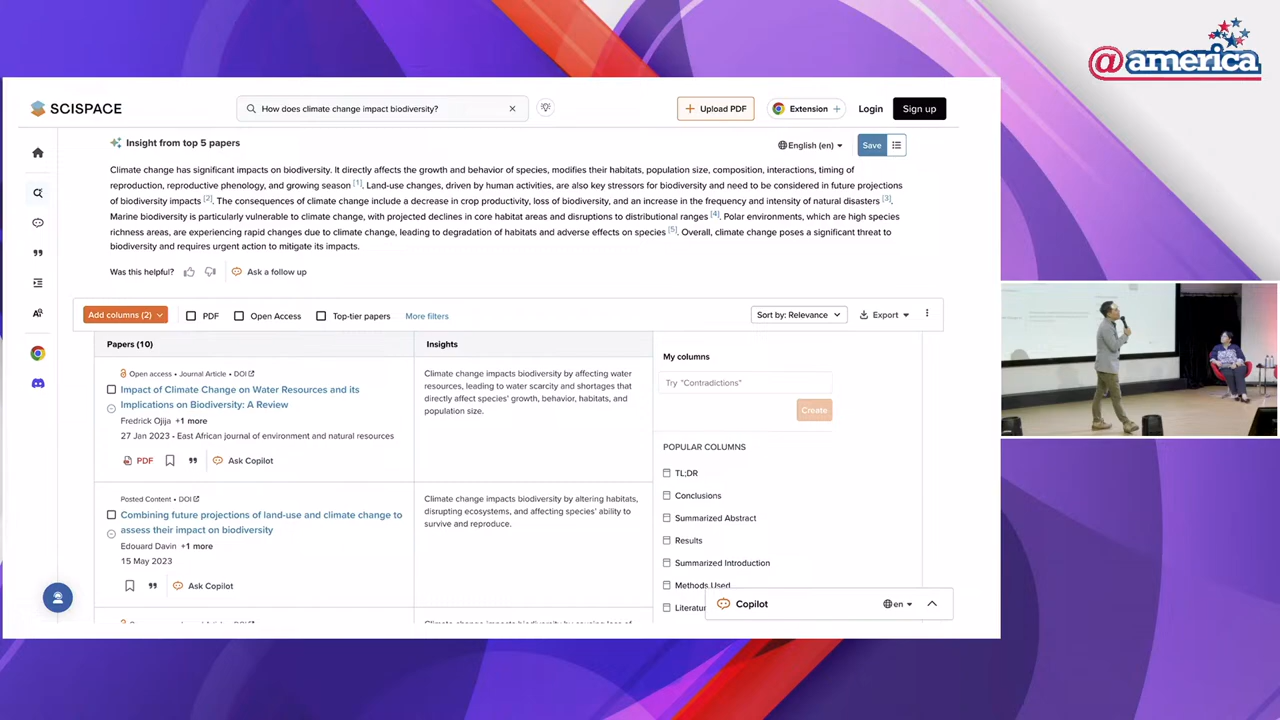 @america
SCISPACE
How does climate change impact biodiversity?
Upload PDF
Extension
Login
Sign up
Insight from top 5 papers
English (en)
Save
Climate change has significant impacts on biodiversity. It directly affects the growth and behavior of species, modifies their habitats, population size, composition, interactions, timing of
reproduction, reproductive phenology, and growing season [1]. Land-use changes, driven by human activities, are also key stressors for biodiversity and need to be considered in future projections
of biodiversity impacts [2]. The consequences of climate change include a decrease in crop productivity, loss of biodiversity, and an increase in the frequency and intensity of natural disasters [3].
Marine biodiversity is particularly vulnerable to climate change, with projected declines in core habitat areas and disruptions to distributional ranges [4]. Polar environments, which are high species
richness areas, are experiencing rapid changes due to climate change, leading to degradation of habitats and adverse effects on species [5]. Overall, climate change poses a significant threat to
biodiversity and requires urgent action to mitigate its impacts.
Was this helpful?
Ask a follow up
Add columns (2)
PDF
Open Access
Top-tier papers
More filters
Sort by: Relevance
Export
Papers (10)
Insights
Open access • Journal Article • DOI
Impact of Climate Change on Water Resources and its
Implications on Biodiversity: A Review
Fredrick Ojija +1 more
27 Jan 2023 - East African journal of environment and natural resources
PDF
Ask Copilot
Climate change impacts biodiversity by affecting water
resources, leading to water scarcity and shortages that
directly affect species' growth, behavior, habitats, and
population size.
Posted Content • DOI
Combining future projections of land-use and climate change to
assess their impact on biodiversity
Edouard Davin +1 more
15 May 2023
Ask Copilot
Climate change impacts biodiversity by altering habitats,
disrupting ecosystems, and affecting species' ability to
survive and reproduce.
My columns
Try "Contradictions"
Create
POPULAR COLUMNS
TL;DR
Conclusions
Summarized Abstract
Results
Summarized Introduction
Methods Used
Copilot
en